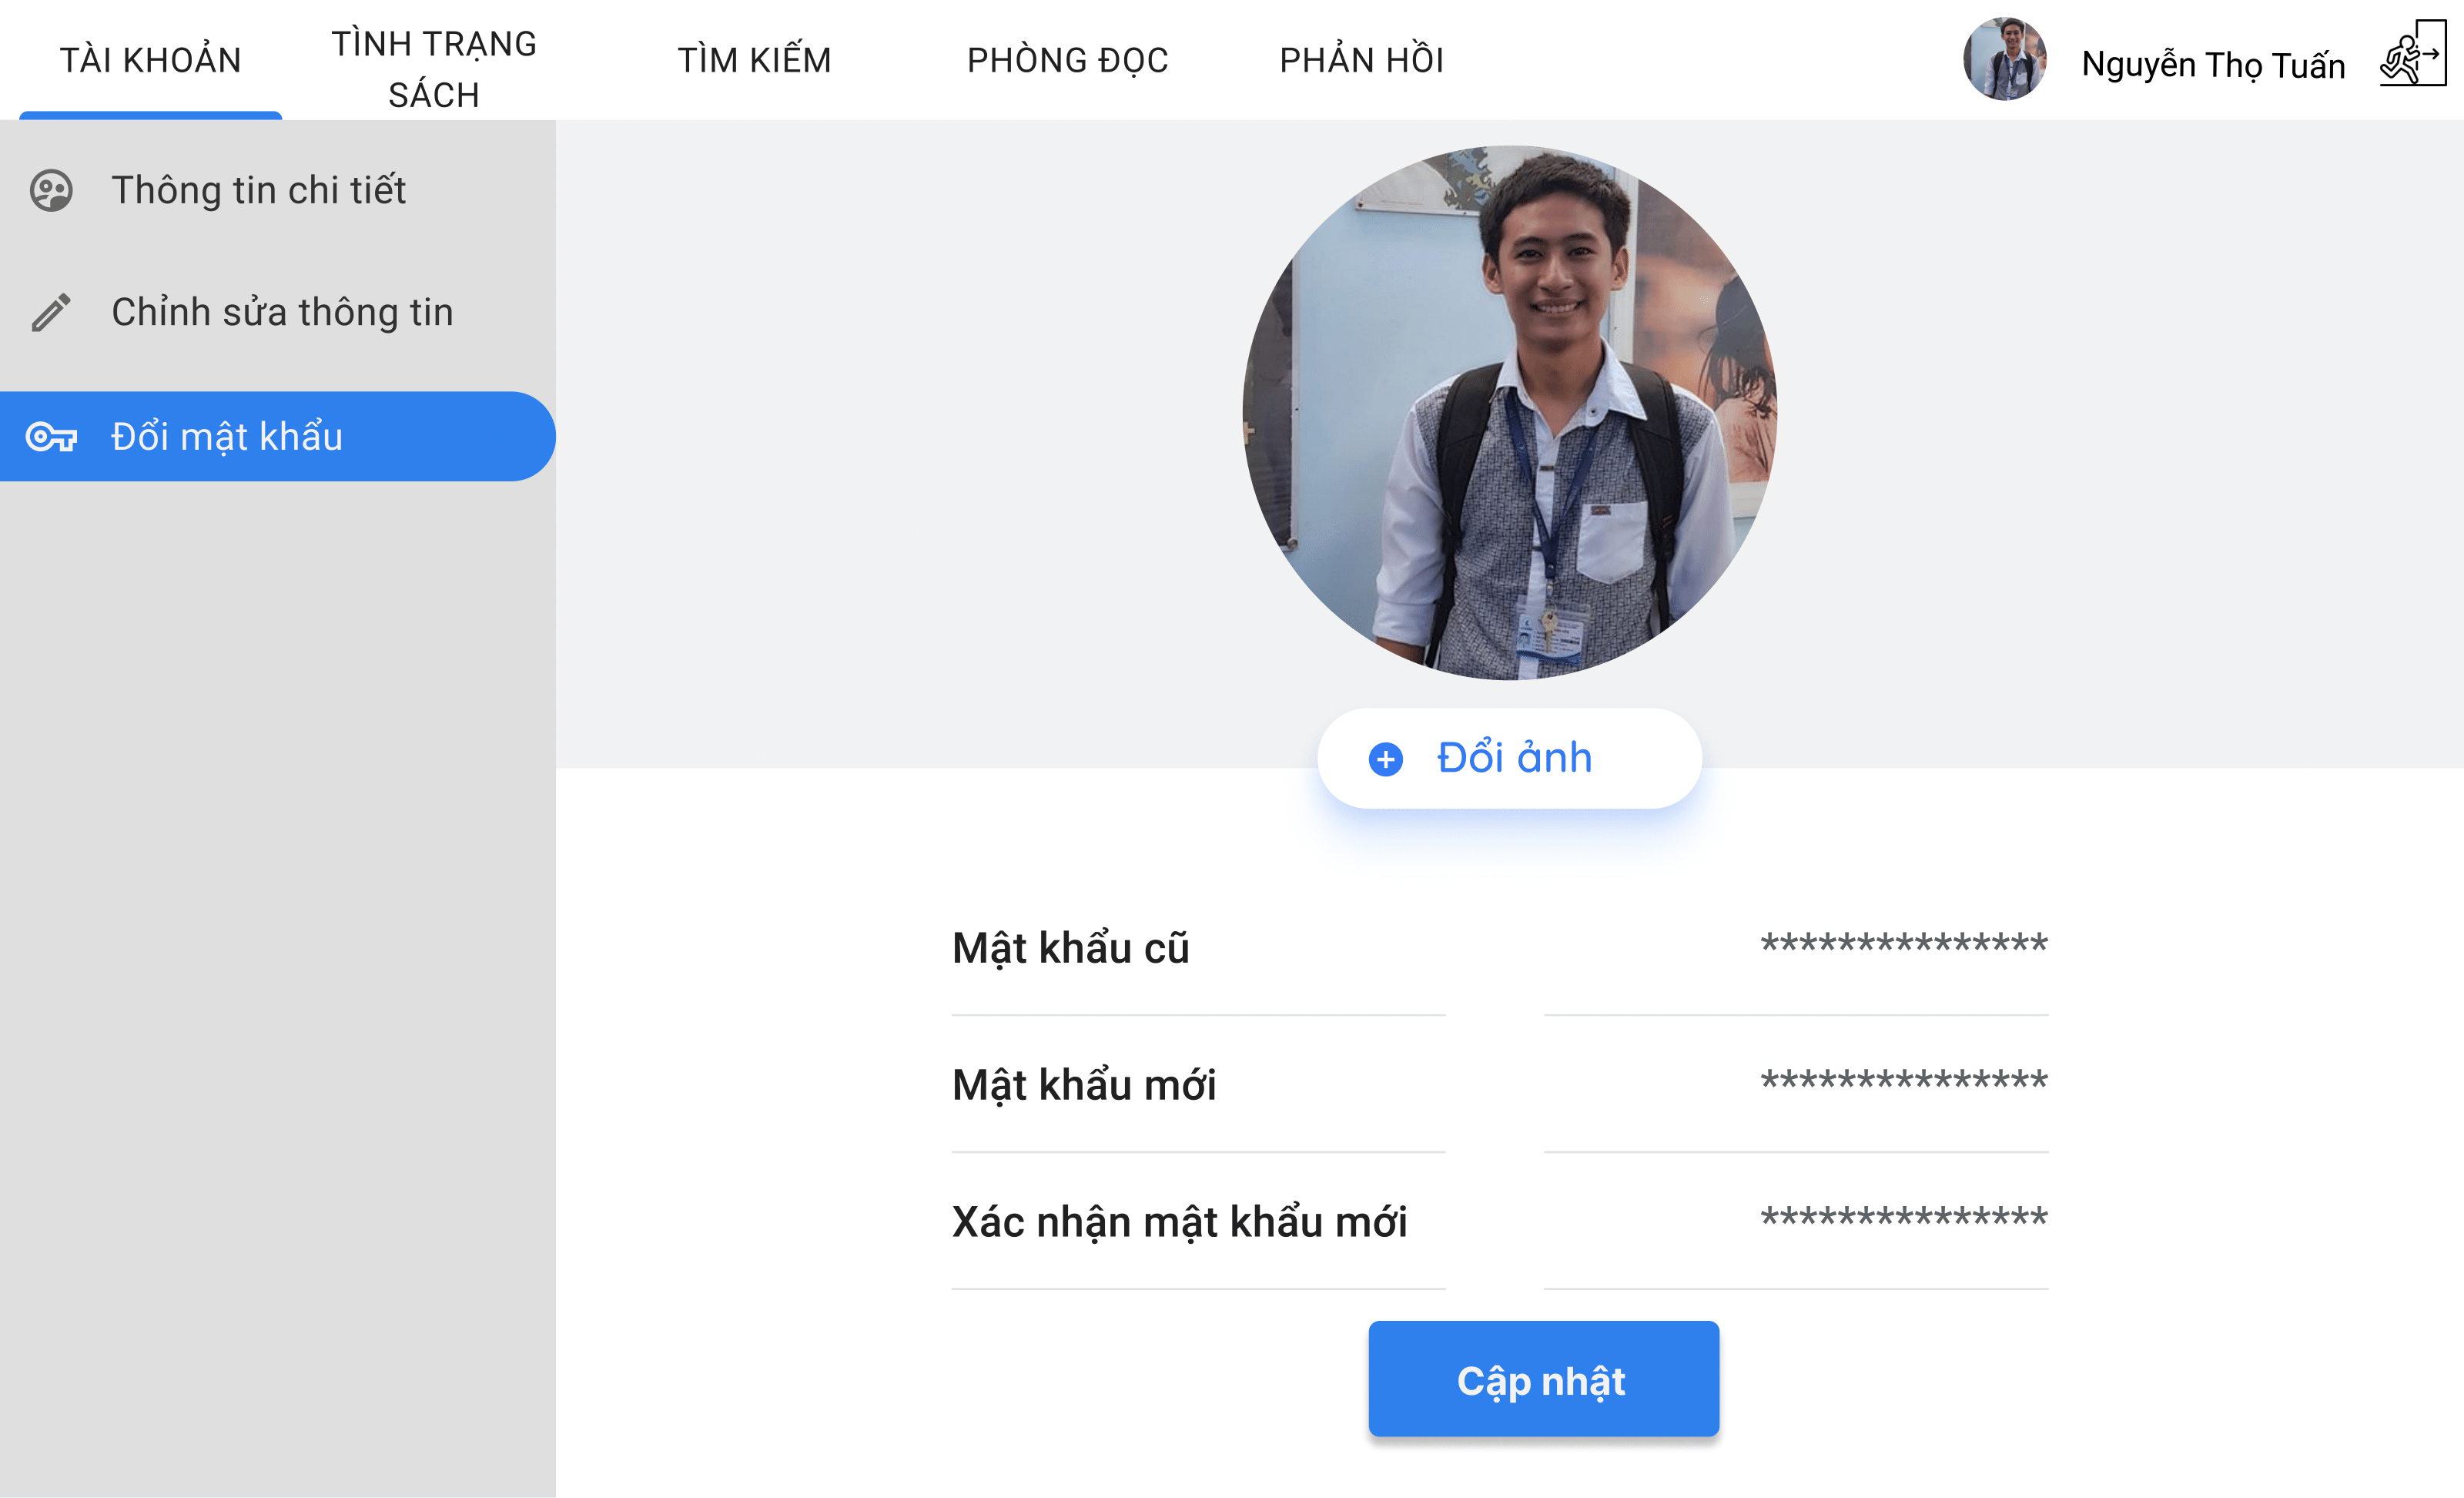 TÀI KHOẢN
TÌNH TRẠNG
SÁCH
TÌM KIẾM
PHÒNG ĐỌC
PHẢN HỒI
Nguyễn Thọ Tuấn
Thông tin chi tiết
Chỉnh sửa thông tin
Đổi mật khẩu
Đổi ảnh
Mật khẩu cũ
***************
Mật khẩu mới
***************
Xác nhận mật khẩu mới
***************
Cập nhật